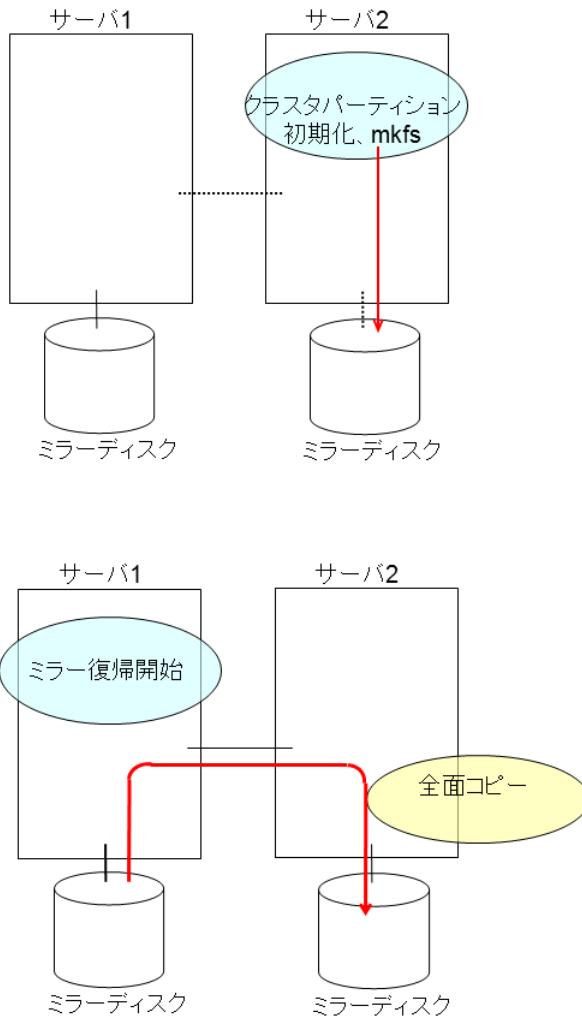 サーバ1
サーバ2
クラスタパーティション
初期化、mkfs
ミラーディスク
ミラーディスク
サーバ1
サーバ2
ミラー復帰開始
全面コピー
ミラーディスク
ミラーディスク